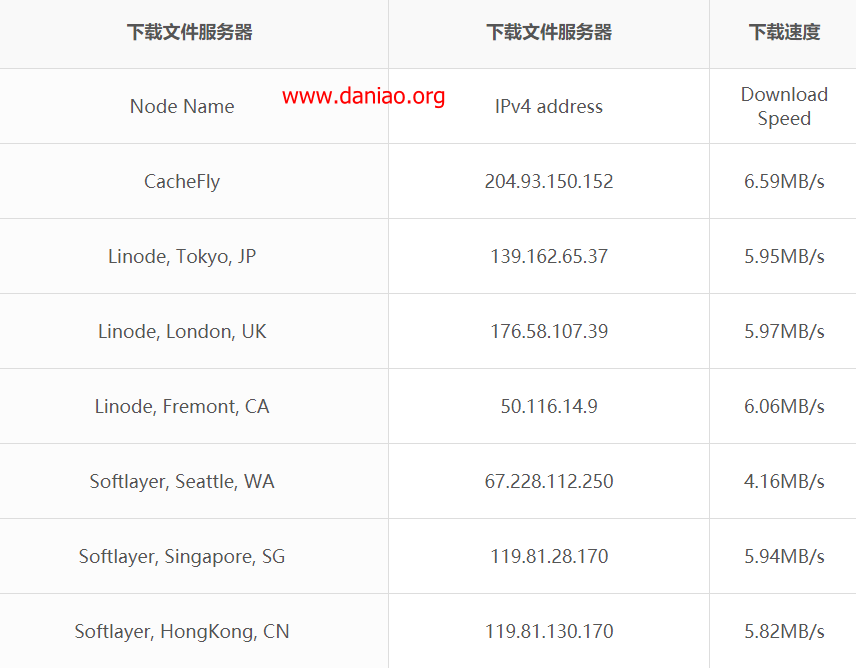 下载文件服务器 下载文件服务器 下载速度
www.daniao.org
Node Name IPv4 address Download Speed
CacheFly 204.93.150.152 6.59MB/s
Linode, Tokyo, JP 139.162.65.37 5.95MB/s
Linode, London, UK 176.58.107.39 5.97MB/s
Linode, Fremont, CA 50.116.14.9 6.06MB/s
Softlayer, Seattle, WA 67.228.112.250 4.16MB/s
Softlayer, Singapore, SG 119.81.28.170 5.94MB/s
Softlayer, HongKong, CN 119.81.130.170 5.82MB/s